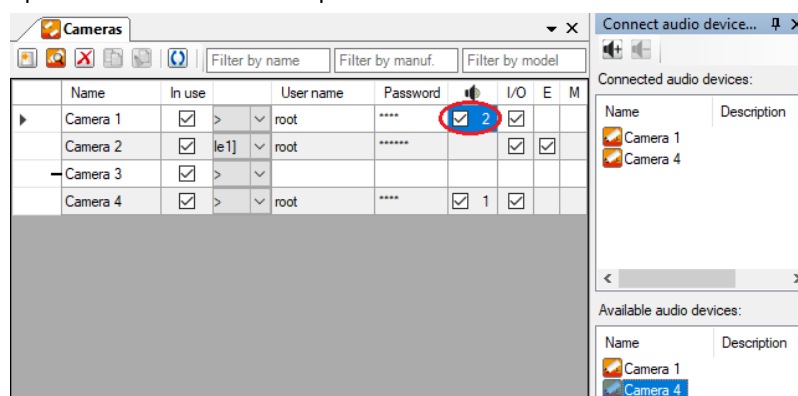 Cameras
Connect audio device...
Filter by name Filter by manuf. Filter by model
Connected audio devices:
Name In use User name Password I/O E M
Name Description
Camera 1 > root **** 2
Camera 1
Camera 2 le1] root ******
Camera 4
Camera 3 >
Camera 4 > root **** 1
Available audio devices:
Name Description
Camera 1
Camera 4